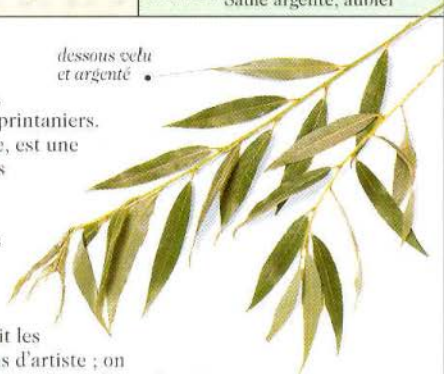 Saule argenté, aubier
dessous velu
et argenté
printaniers.
e, est une
s
s
it les
s d'artiste ; on